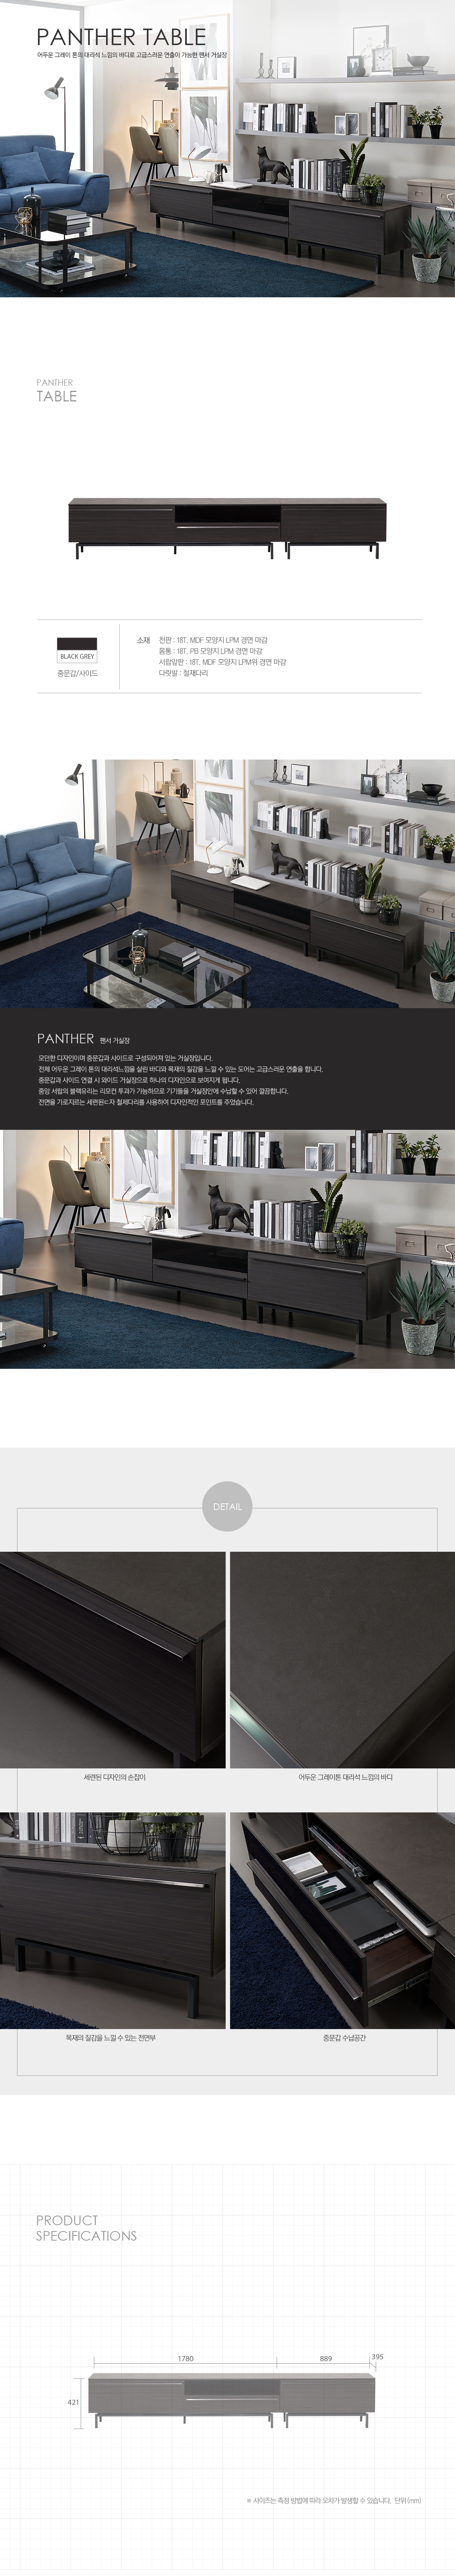 PANTHER TABLE
어두운 그레이 톤의 대리석 느낌의 바디로 고급스러운 연출이 가능한 팬서 거실장
PANTHER
TABLE
BLACK GREY
중문갑/사이드
소재 천판 : 18T, MDF 모양지 LPM 경면 마감
몸통 : 18T, PB 모양지 LPM 경면 마감
서랍앞판 : 18T, MDF 모양지 LPM위 경면 마감
다릿발 : 철재다리
PANTHER 팬서 거실장
모던한 디자인이며 중문갑과 사이드로 구성되어져 있는 거실장입니다.
전체 어두운 그레이 톤의 대리석느낌을 살린 바디와 목재의 질감을 느낄 수 있는 도어는 고급스러운 연출을 합니다.
중문갑과 사이드 연결 시 와이드 거실장으로 하나의 디자인으로 보여지게 됩니다.
중앙 서랍의 블랙유리는 리모컨 투과가 가능하므로 기기들을 거실장안에 수납할 수 있어 깔끔합니다.
전면을 가로지르는 세련된ㄷ자 철제다리를 사용하여 디자인적인 포인트를 주었습니다.
DETAIL
세련된 디자인의 손잡이
어두운 그레이톤 대리석 느낌의 바디
목재의 질감을 느낄 수 있는 전면부
중문갑 수납공간
PRODUCT
SPECIFICATIONS
1780
889
395
421
※ 사이즈는 측정 방법에 따라 오차가 발생할 수 있습니다. 단위 (mm)